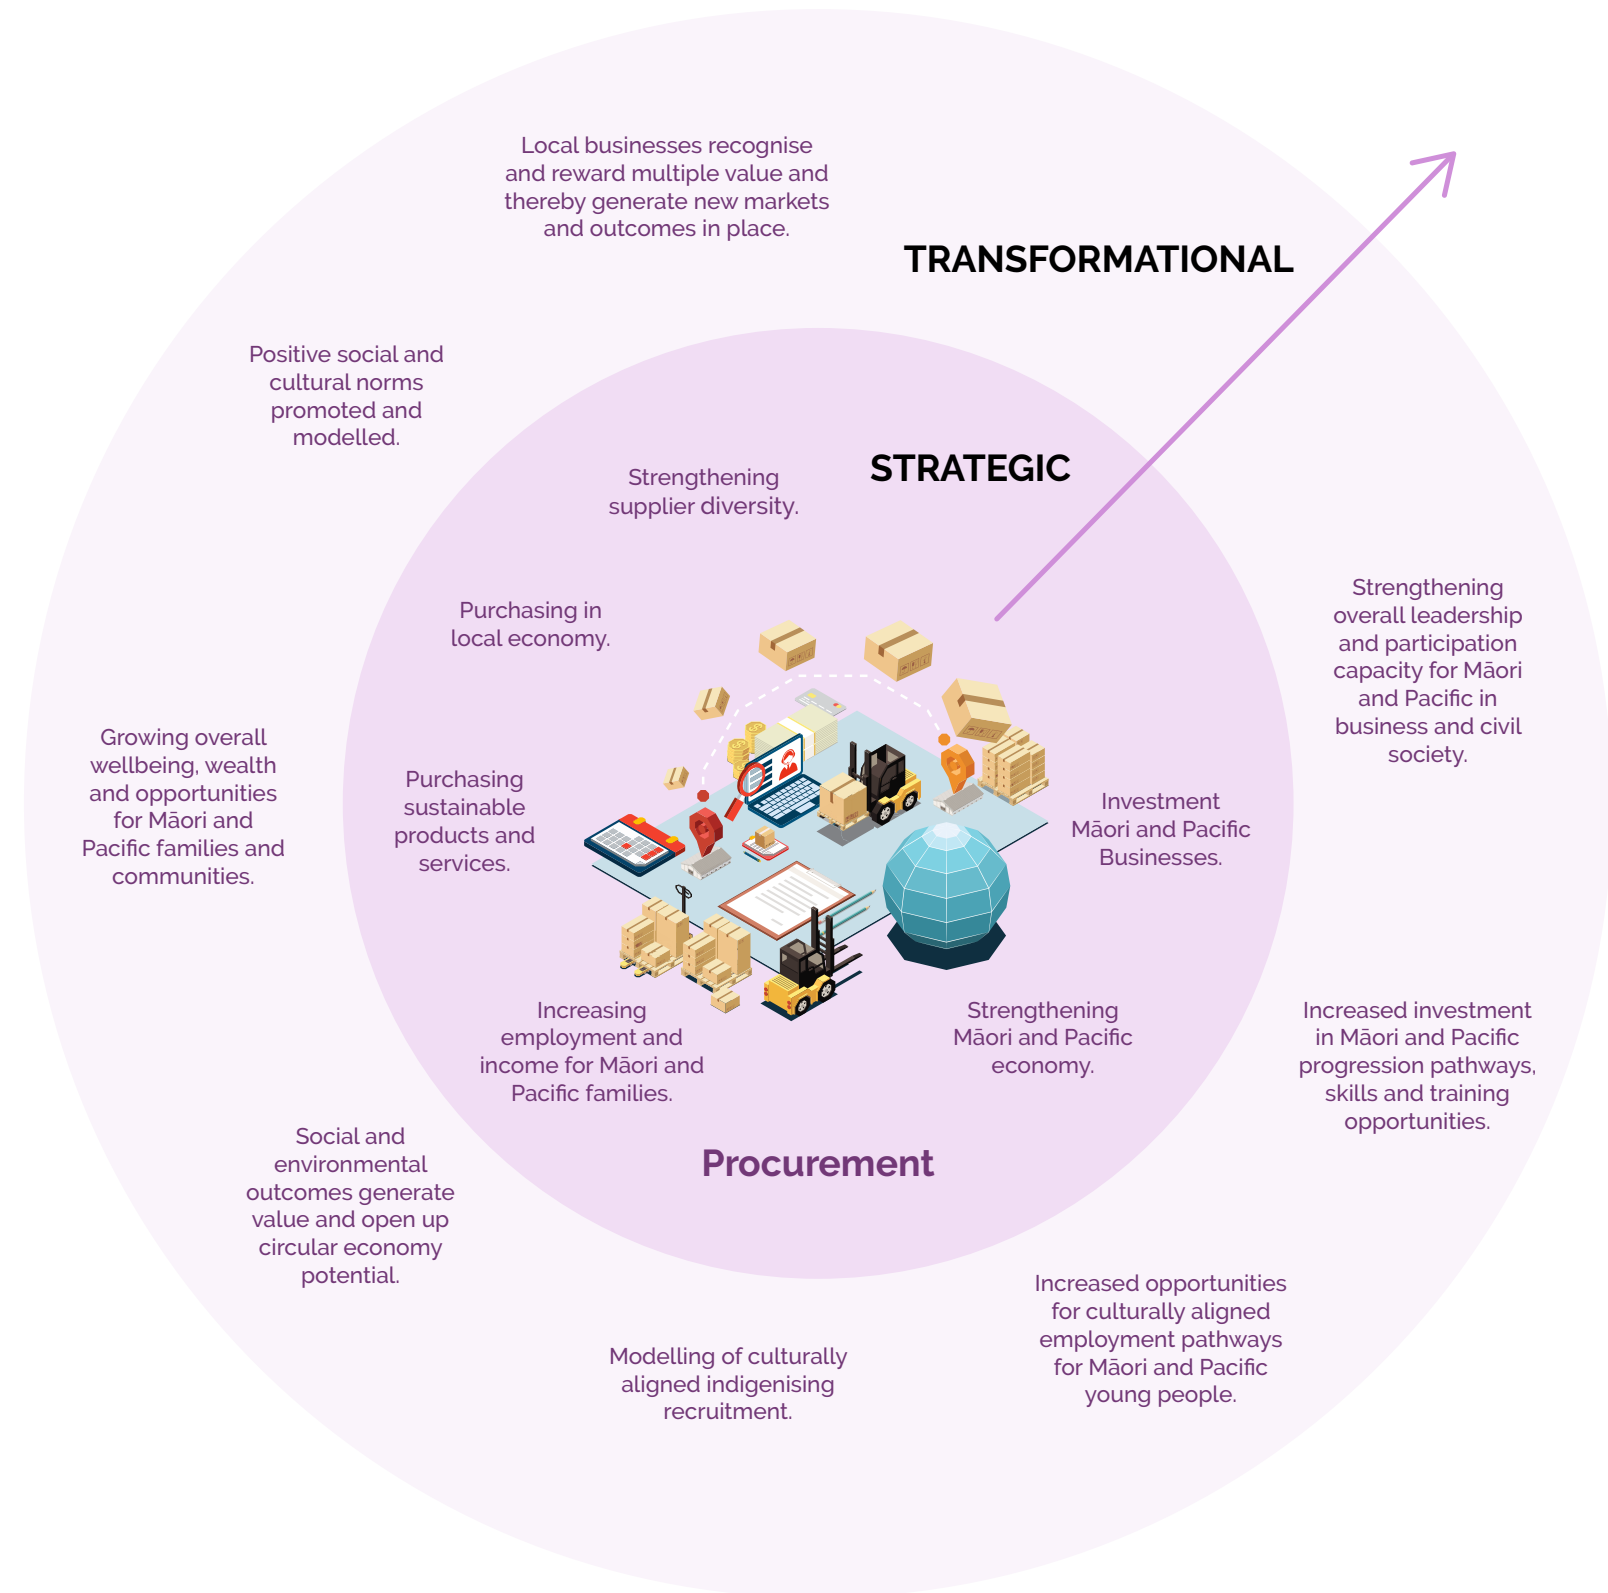 Local businesses recognise
and reward multiple value and
thereby generate new markets
and outcomes in place.
TRANSFORMATIONAL
Positive social and
cultural norms
promoted and
modelled.
STRATEGIC
Strengthening
supplier diversity.
Purchasing in
local economy.
Strengthening
overall leadership
and participation
capacity for Māori
and Pacific in
business and civil
society.
Growing overall
wellbeing, wealth
and opportunities
for Māori and
Pacific families and
communities.
Purchasing
sustainable
products and
services.
Investment
Māori and Pacific
Businesses.
Increasing
employment and
income for Māori and
Pacific families.
Strengthening
Māori and Pacific
economy.
Increased investment
in Māori and Pacific
progression pathways,
skills and training
opportunities.
Procurement
Social and
environmental
outcomes generate
value and open up
circular economy
potential.
Increased opportunities
for culturally aligned
employment pathways
for Māori and Pacific
young people.
Modelling of culturally
aligned indigenising
recruitment.